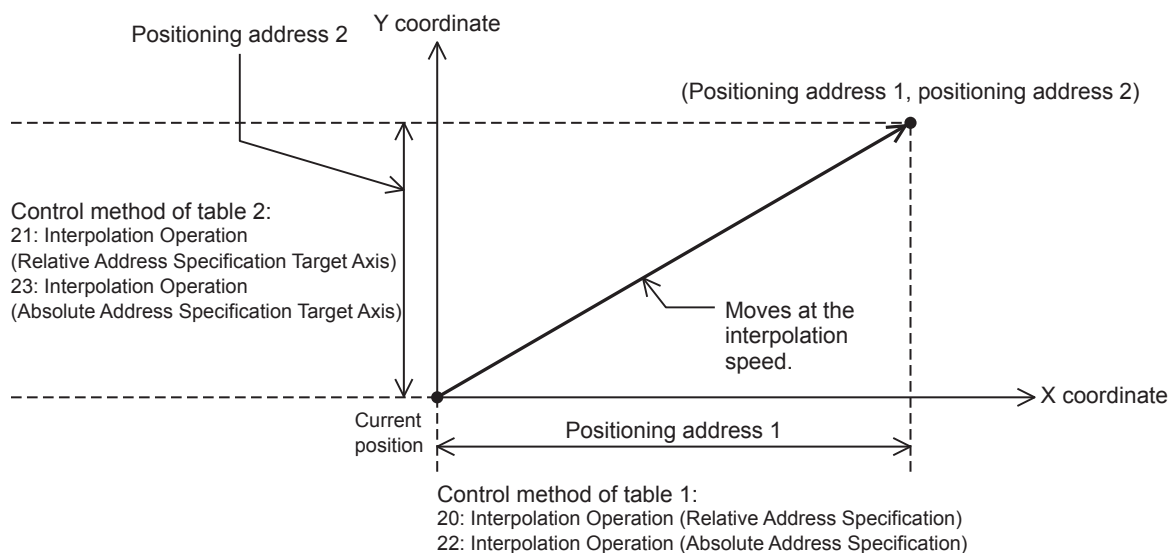 Positioning address 2
Y coordinate
(Positioning address 1, positioning address 2)
Control method of table 2:
21: Interpolation Operation
(Relative Address Specification Target Axis)
23: Interpolation Operation
(Absolute Address Specification Target Axis)
Moves at the
interpolation
speed.
X coordinate
Current
position
Positioning address 1
Control method of table 1:
20: Interpolation Operation (Relative Address Specification)
22: Interpolation Operation (Absolute Address Specification)